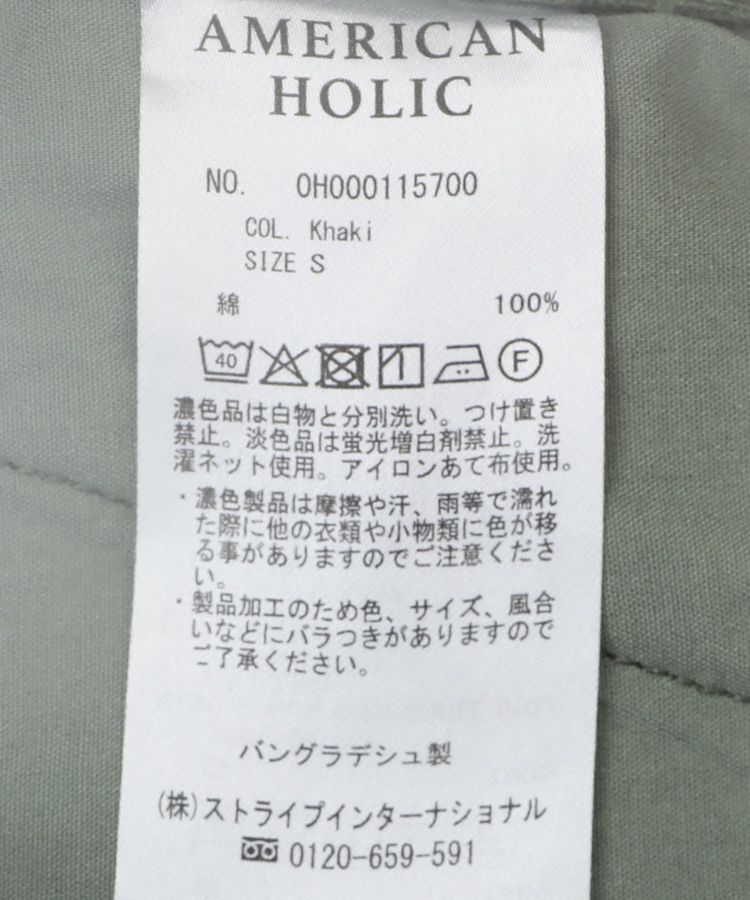 AMERICAN
HOLIC
NO. 0H000115700
COL. Khaki
SIZE S
綿 100%
40 F
濃色品は白物と分別洗い。つけ置き
禁止。淡色品は蛍光増白剤禁止。洗
濯ネット使用。アイロンあて布使用。
・濃色製品は摩擦や汗、雨等で濡れ
た際に他の衣類や小物類に色が移
る事がありますのでご注意くださ
い。
・製品加工のため色、サイズ、風合
いなどにバラつきがありますので
ご了承ください。
バングラデシュ製
(株)ストライプインターナショナル
0120-659-591